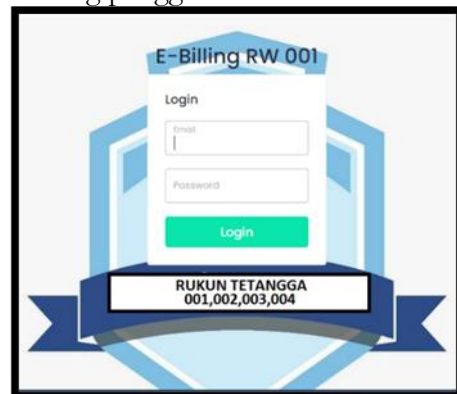 E-Billing RW 001
Login
Email
Password
Login
RUKUN TETANGGA
001,002,003,004